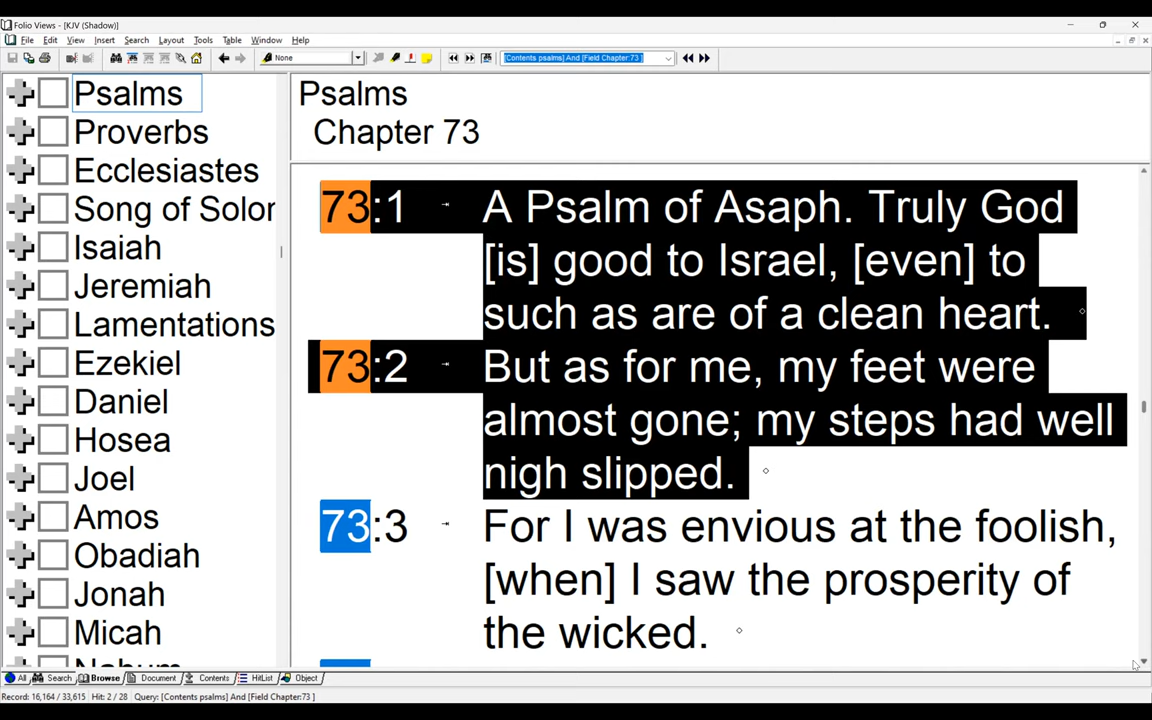 Folio Views - [KJV (Shadow)]
File Edit View Insert Search Layout Tools Table Window Help
None [Contents psalms] And [Field Chapter:73 ]
Psalms
Proverbs
Ecclesiastes
Song of Solor
Isaiah
Jeremiah
Lamentations
Ezekiel
Daniel
Hosea
Joel
Amos
Obadiah
Jonah
Micah
Nahum
Psalms
Chapter 73
73:1 A Psalm of Asaph. Truly God
[is] good to Israel, [even] to
such as are of a clean heart.
73:2 But as for me, my feet were
almost gone; my steps had well
nigh slipped.
73:3 For I was envious at the foolish,
[when] I saw the prosperity of
the wicked.
All Search Browse Document Contents HitList Object
Record: 16,164 / 33,615 Hit: 2 / 28 Query: [Contents psalms] And [Field Chapter:73 ]